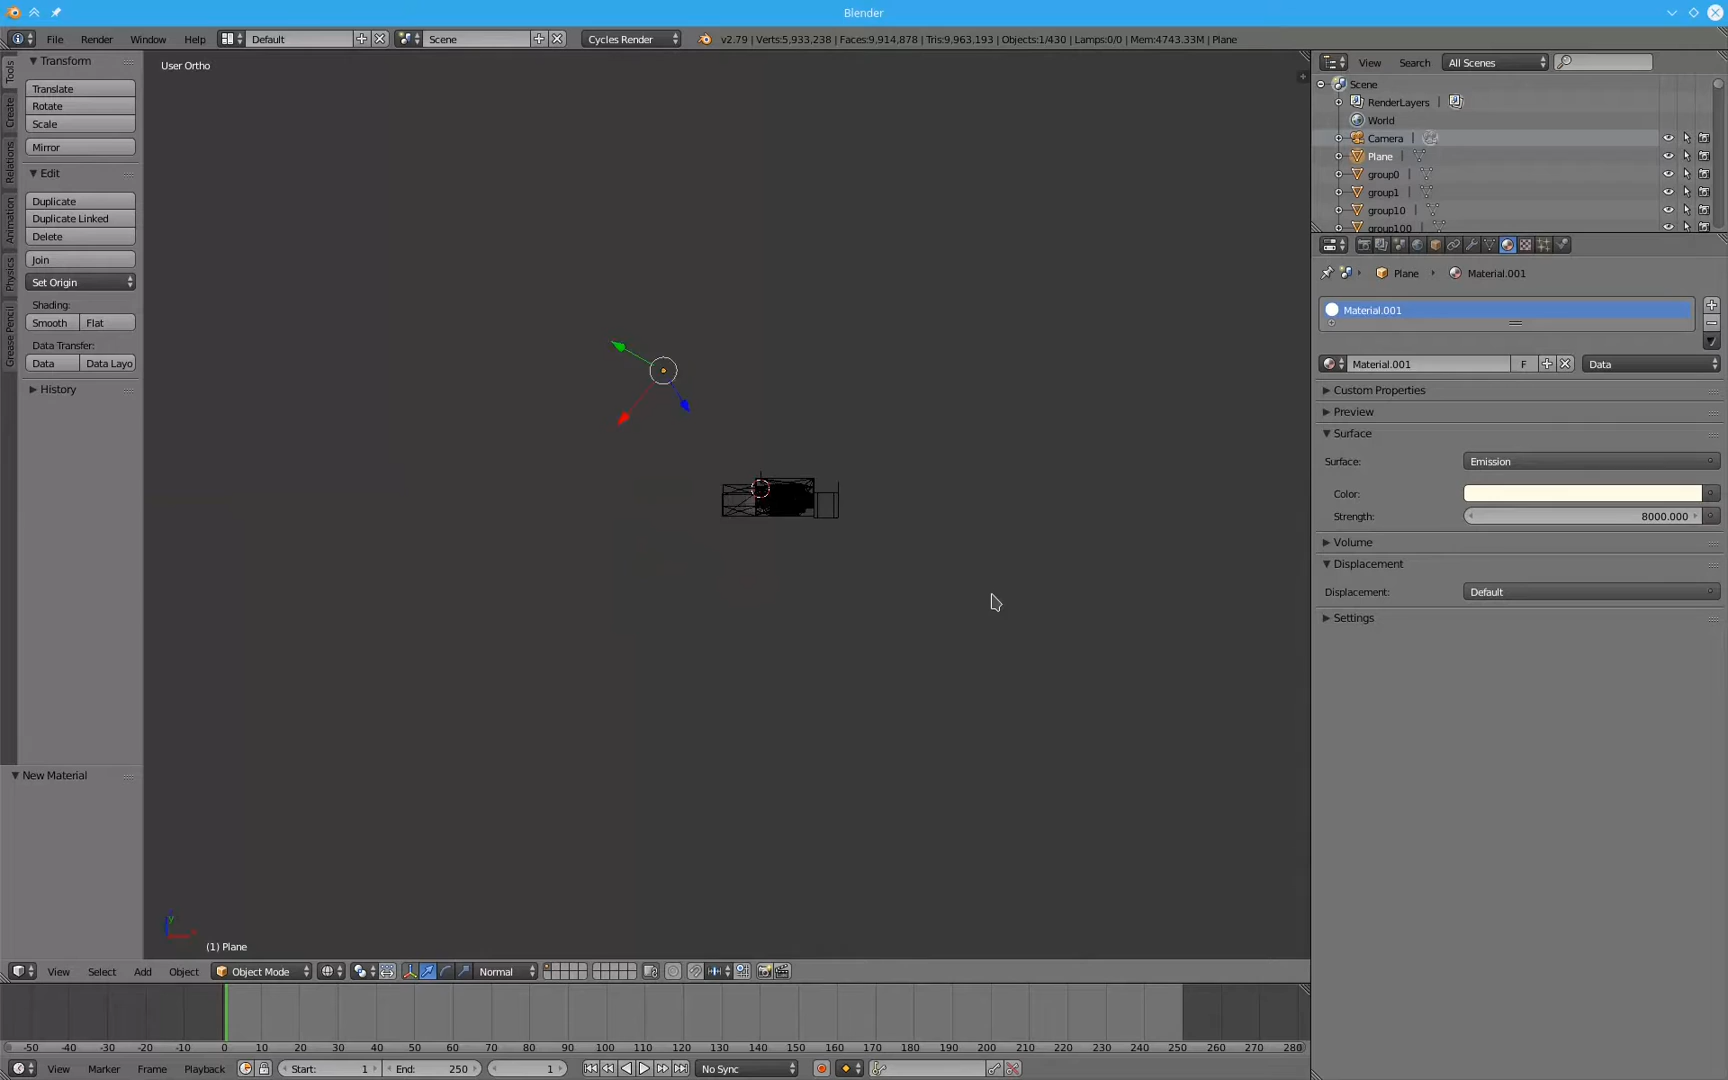 Blender
File Render Window Help Default Scene Cycles Render v2.79 | Verts:5,933,238 | Faces:9,914,878 | Tris:9,963,193 | Objects:1/430 | Lamps:0/0 | Mem:4743.33M | Plane
Tools
Create
Relations
Animation
Physics
Grease Pencil
Transform
Translate
Rotate
Scale
Mirror
Edit
Duplicate
Duplicate Linked
Delete
Join
Set Origin
Shading:
Smooth Flat
Data Transfer:
Data Data Layo
History
New Material
User Ortho
(1) Plane
View Search All Scenes
Scene
RenderLayers
World
Camera
Plane
group0
group1
group10
group100
Plane Material.001
Material.001
Material.001 F Data
Custom Properties
Preview
Surface
Surface: Emission
Color:
Strength: 8000.000
Volume
Displacement
Displacement: Default
Settings
View Select Add Object Object Mode Normal
-50 -40 -30 -20 -10 0 10 20 30 40 50 60 70 80 90 100 110 120 130 140 150 160 170 180 190 200 210 220 230 240 250 260 270 280
View Marker Frame Playback Start: 1 End: 250 1 No Sync